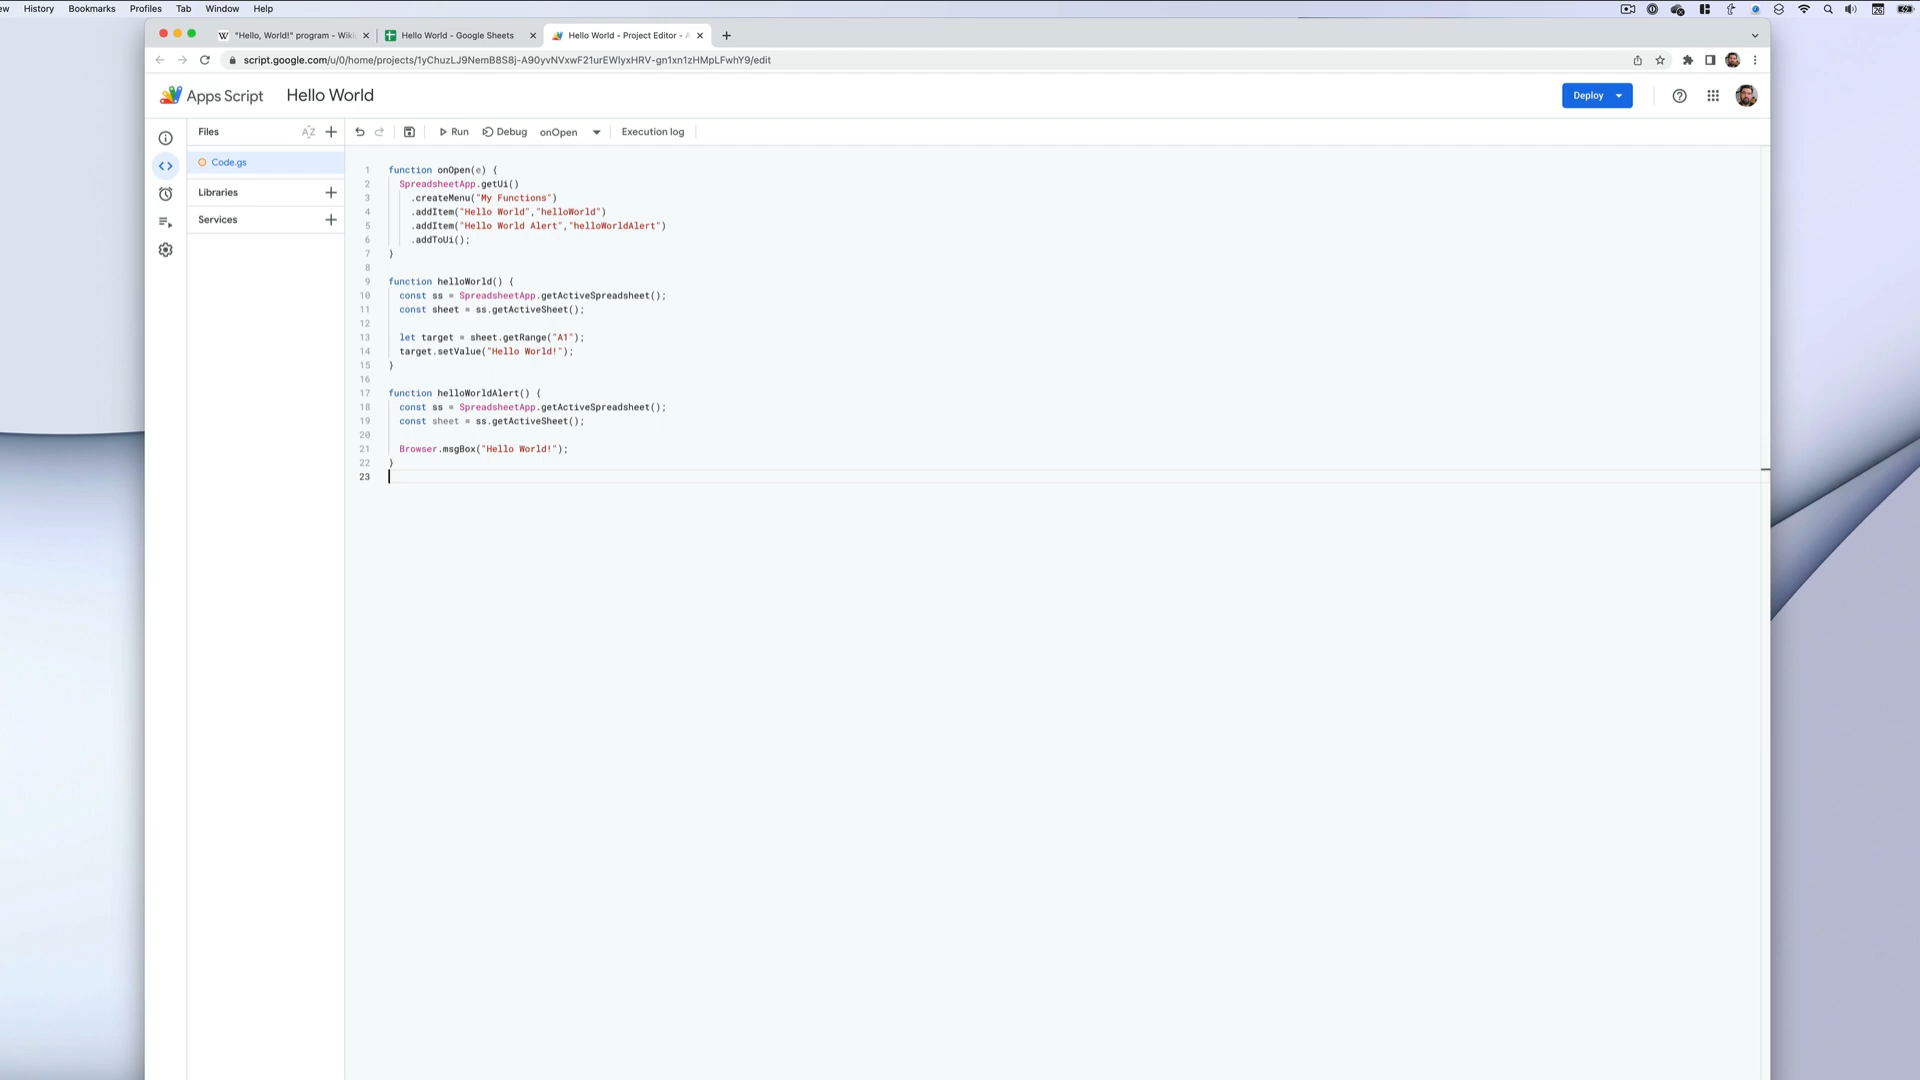 History Bookmarks Profiles Tab Window Help
26
W "Hello, World!" program - Wiki
Hello World - Google Sheets
Hello World - Project Editor - A
script.google.com/u/0/home/projects/1yChuzLJ9NemB8S8j-A90yvNVxwF21urEWlyxHRV-gn1xn1zHMpLFwhY9/edit
Apps Script Hello World
Deploy
Files AZ
Run Debug onOpen Execution log
Code.gs
Libraries
Services
1 function onOpen(e) {
2 SpreadsheetApp.getUi()
3 .createMenu("My Functions")
4 .addItem("Hello World","helloWorld")
5 .addItem("Hello World Alert","helloWorldAlert")
6 .addToUi();
7 }
8
9 function helloWorld() {
10 const ss = SpreadsheetApp.getActiveSpreadsheet();
11 const sheet = ss.getActiveSheet();
12
13 let target = sheet.getRange("A1");
14 target.setValue("Hello World!");
15 }
16
17 function helloWorldAlert() {
18 const ss = SpreadsheetApp.getActiveSpreadsheet();
19 const sheet = ss.getActiveSheet();
20
21 Browser.msgBox("Hello World!");
22 }
23